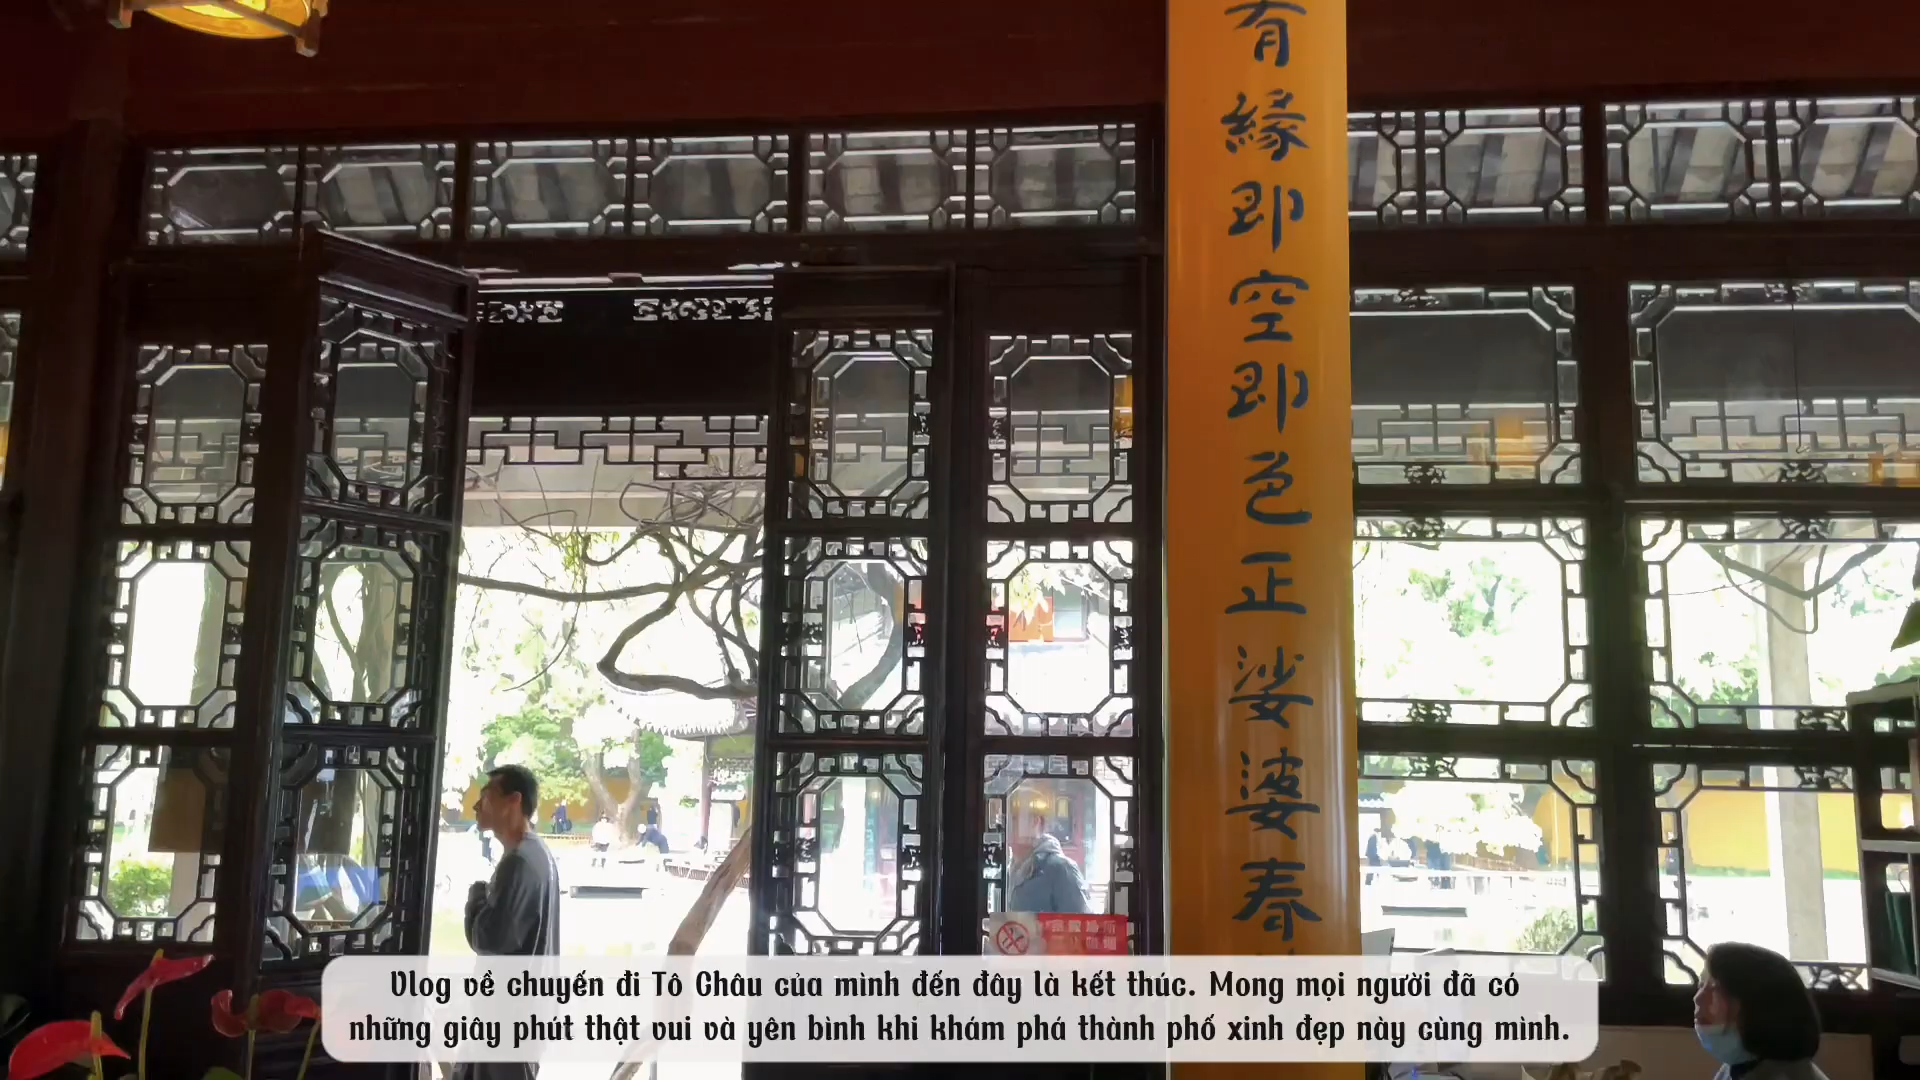 有緣即空即色正娑婆春
Vlog về chuyến đi Tô Châu của mình đến đây là kết thúc. Mong mọi người đã có
những giây phút thật vui và yên bình khi khám phá thành phố xinh đẹp này cùng mình.